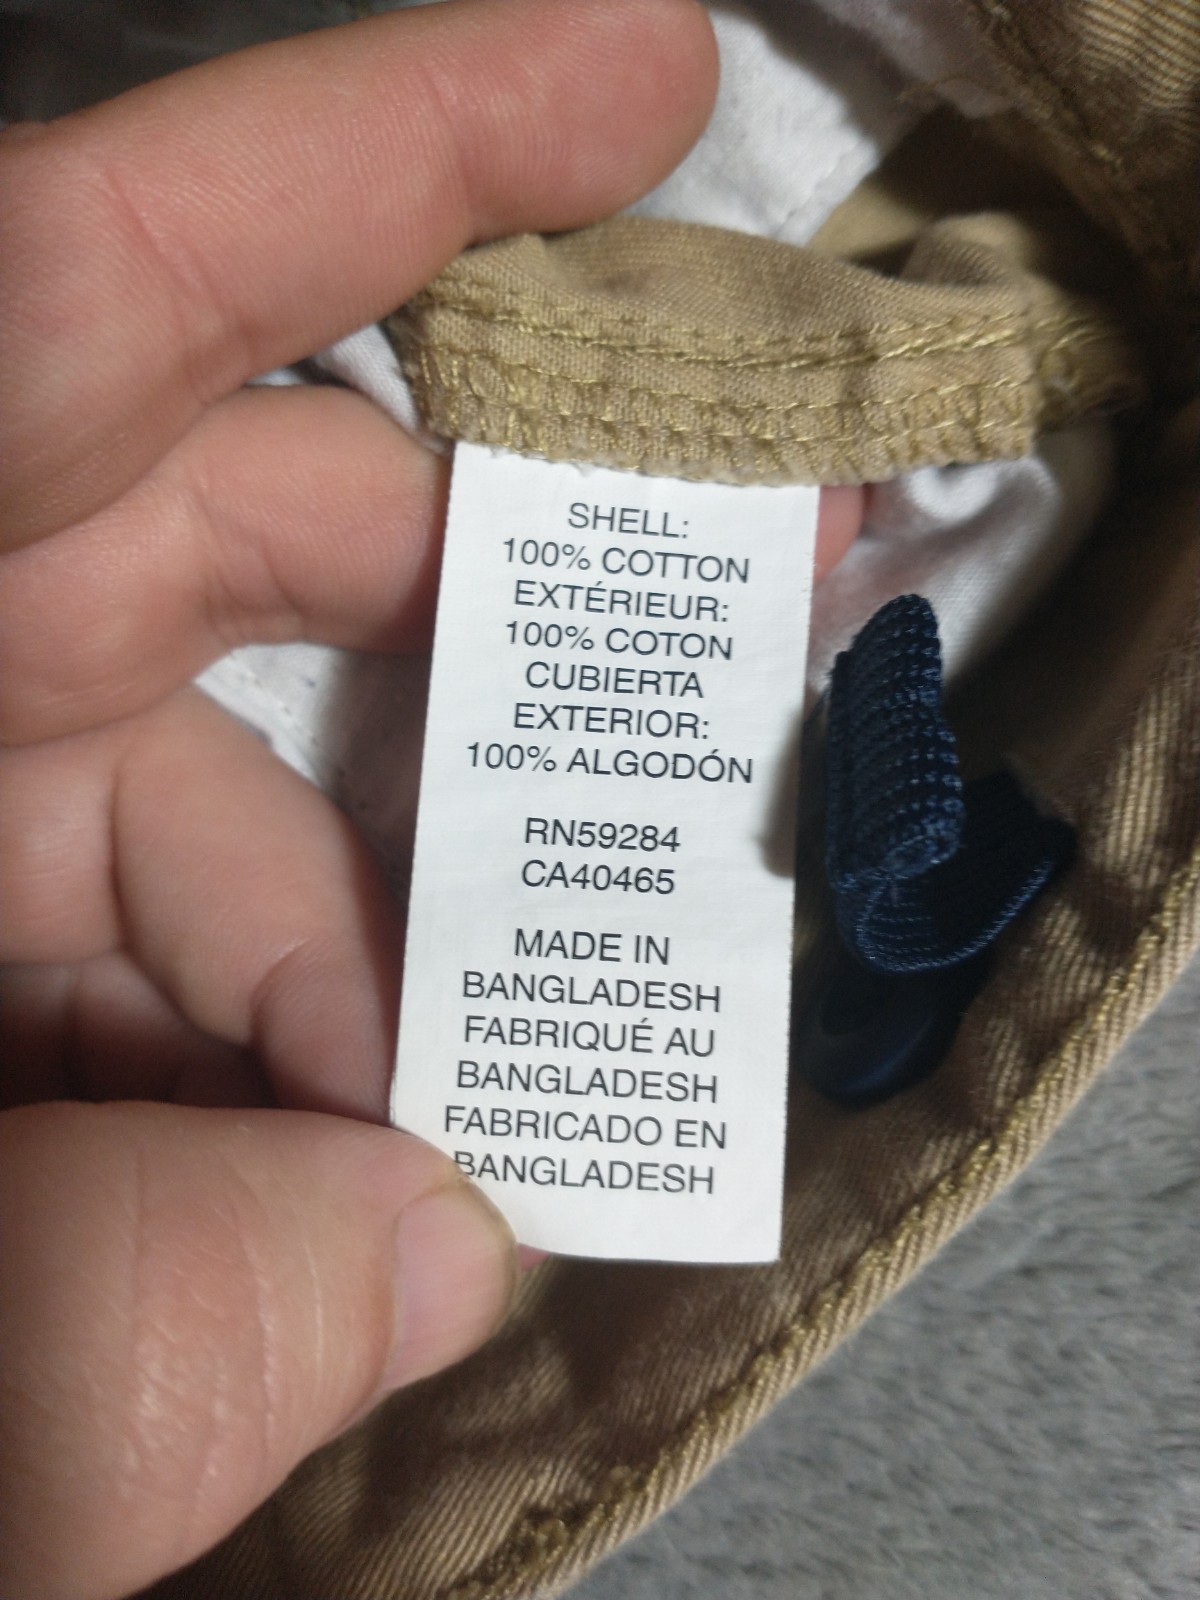 SHELL:
100% COTTON
EXTÉRIEUR:
100% COTON
CUBIERTA
EXTERIOR:
100% ALGODÓN
RN59284
CA40465
MADE IN
BANGLADESH
FABRIQUÉ AU
BANGLADESH
FABRICADO EN
BANGLADESH